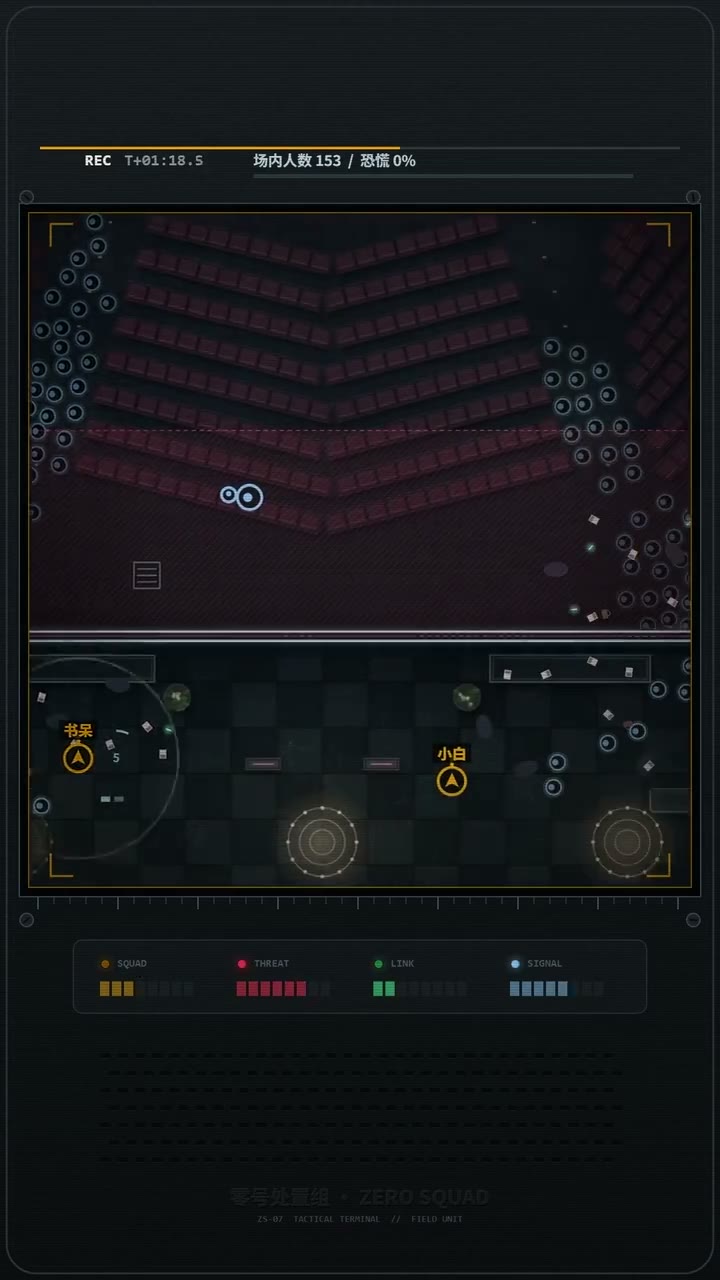 REC T+01:18.5 场内人数 153 / 恐慌 0%
书呆
5
小白
SQUAD THREAT LINK SIGNAL
零号处置组 · ZERO SQUAD
ZS-07 TACTICAL TERMINAL // FIELD UNIT